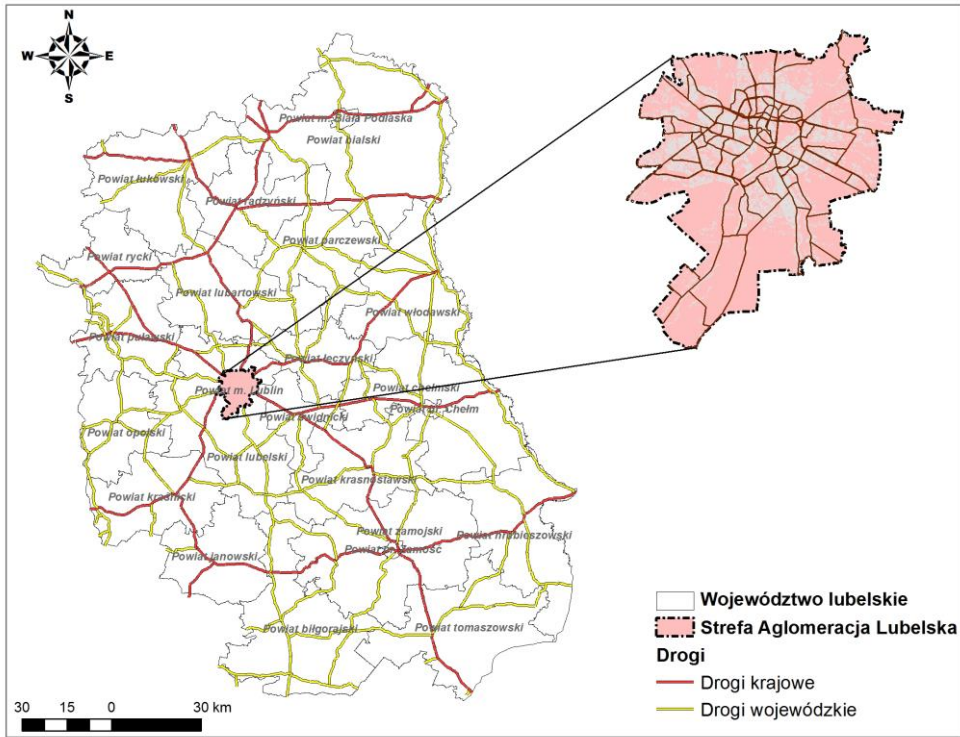 N
W E
S
Powiat m. Biała Podlaska
Powiat bialski
Powiat łukowski
Powiat radzyński
Powiat parczewski
Powiat rycki
Powiat lubartowski
Powiat włodawski
Powiat puławski
Powiat łęczyński
Powiat m. Lublin
Powiat chełmski
Powiat m. Chełm
Powiat świdnicki
Powiat opolski
Powiat lubelski
Powiat krasnostawski
Powiat kraśnicki
Powiat zamojski
Powiat hrubieszowski
Powiat m. Zamość
Powiat janowski
Powiat biłgorajski
Powiat tomaszowski
Województwo lubelskie
Strefa Aglomeracja Lubelska
Drogi
Drogi krajowe
Drogi wojewódzkie
30 15 0 30 km